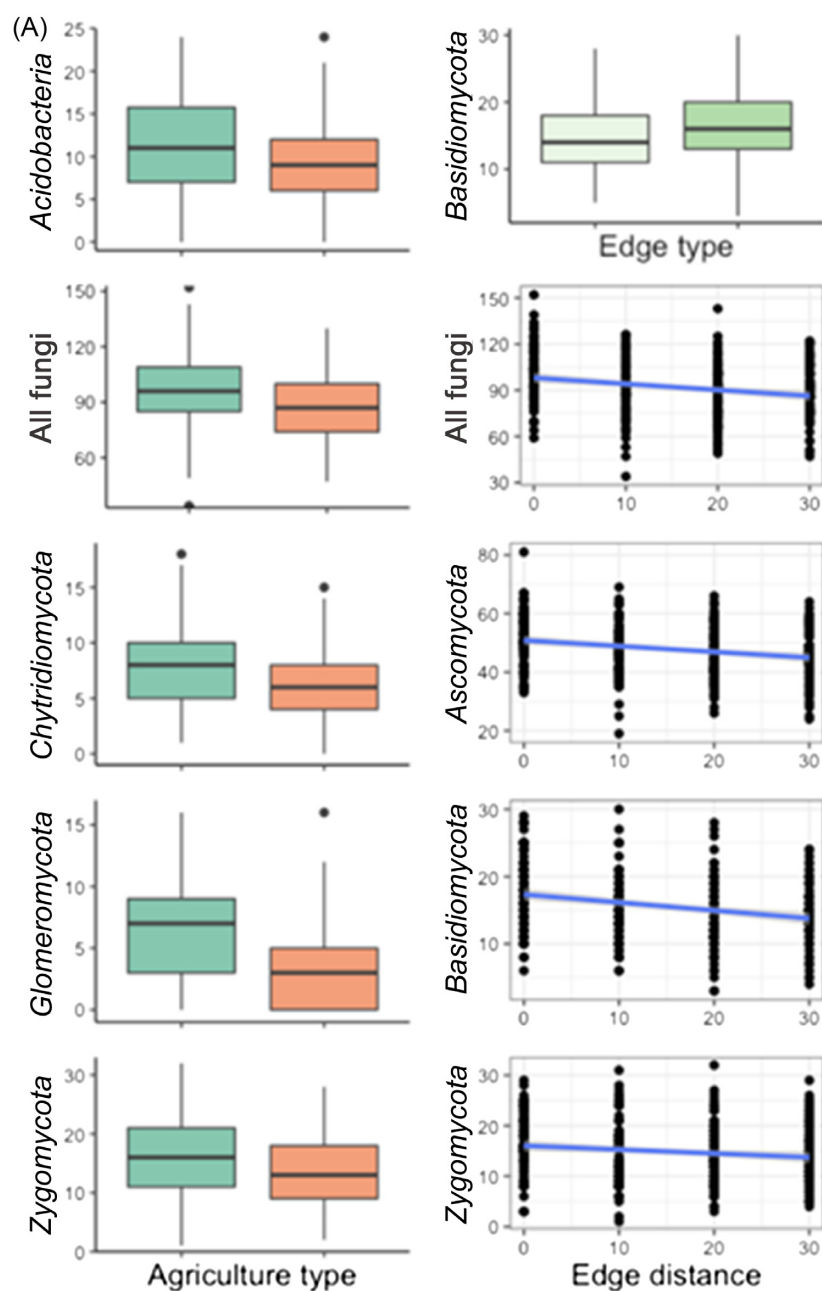 (A)
Acidobacteria
25
20
15
10
5
0
Basidiomycota
30
20
10
Edge type
All fungi
150
120
90
60
All fungi
150
120
90
60
30
0 10 20 30
Chytridiomycota
15
10
5
0
Ascomycota
80
60
40
20
0 10 20 30
Glomeromycota
15
10
5
0
Basidiomycota
30
20
10
0 10 20 30
Zygomycota
30
20
10
0
Agriculture type
Zygomycota
30
20
10
0
0 10 20 30
Edge distance